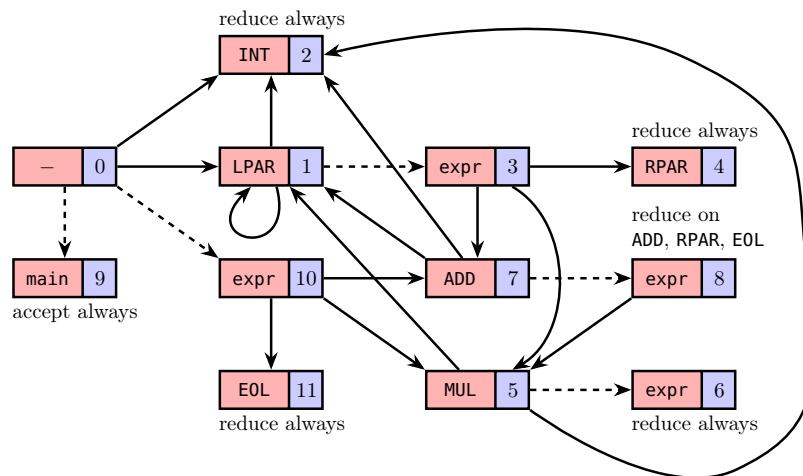 reduce always
INT 2
– 0
LPAR 1
expr 3
reduce always
RPAR 4
main 9
accept always
expr 10
ADD 7
reduce on
ADD, RPAR, EOL
expr 8
EOL 11
reduce always
MUL 5
expr 6
reduce always